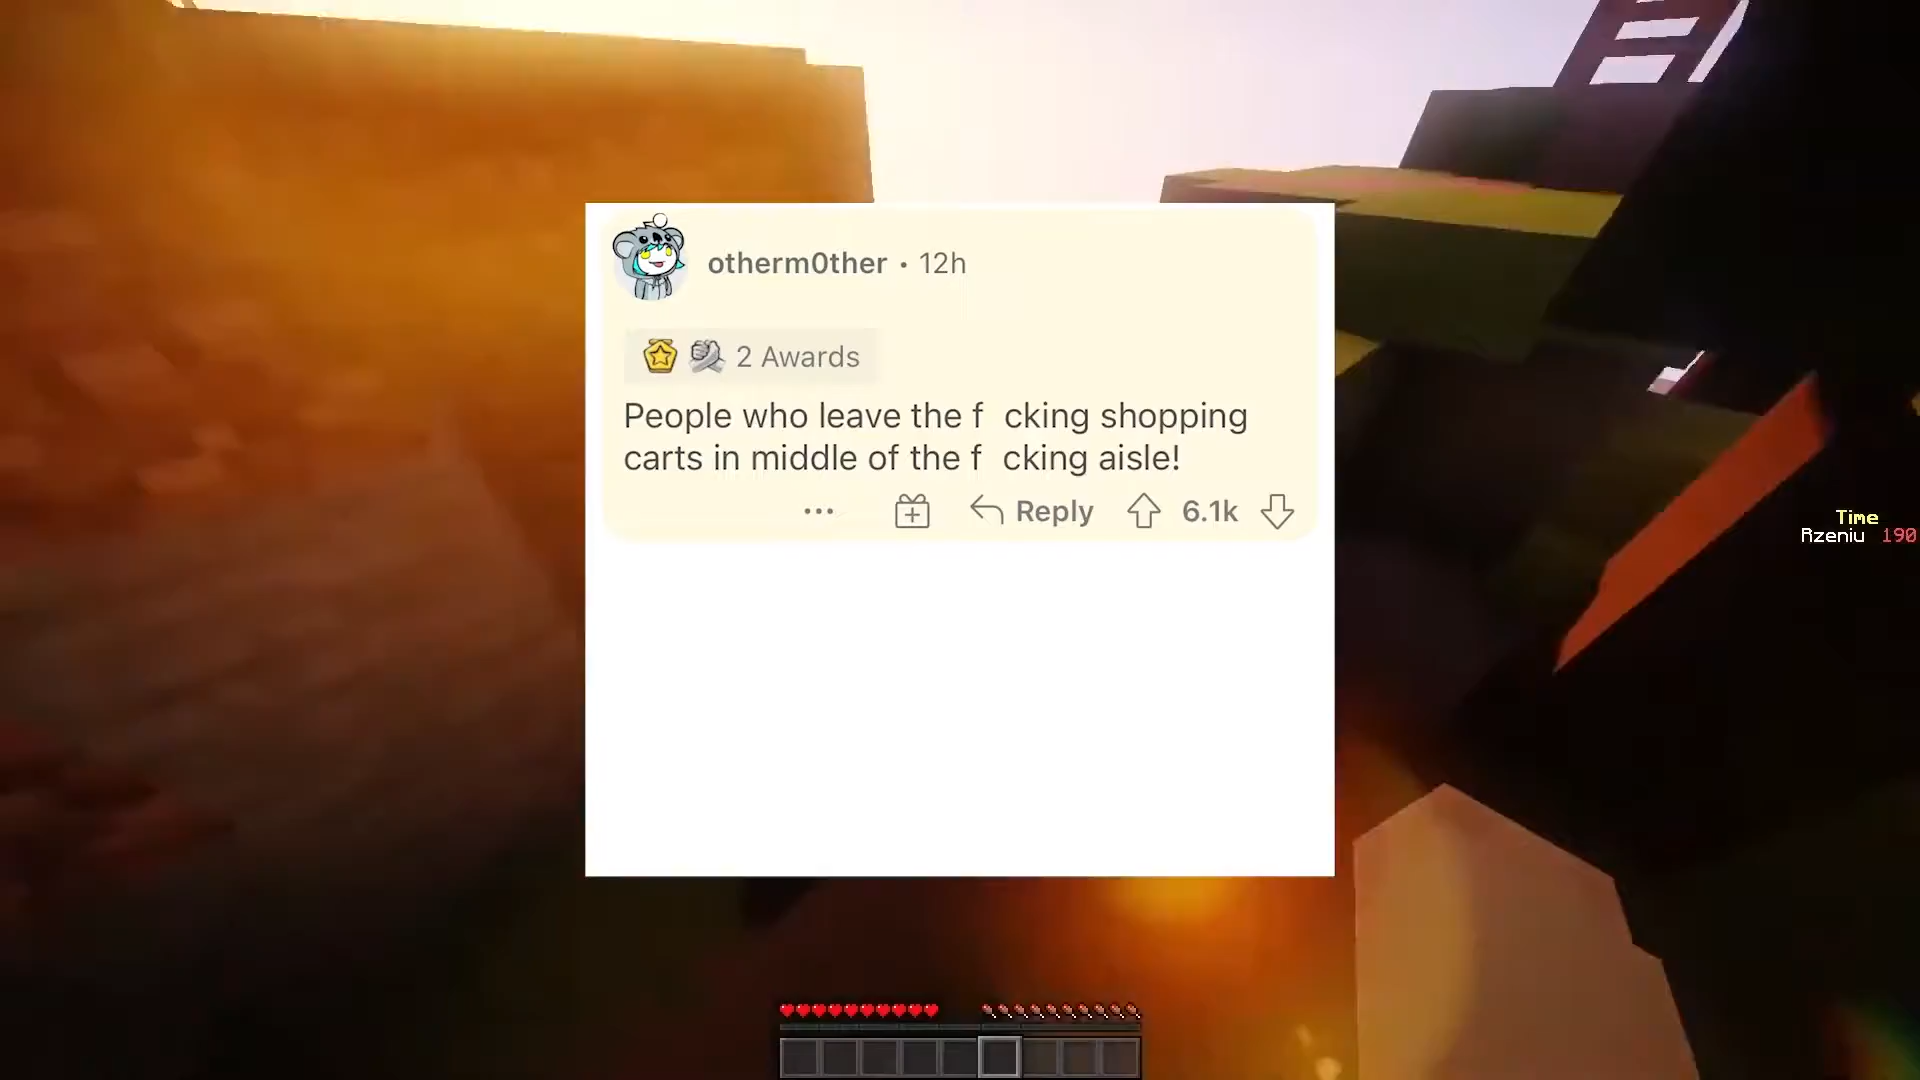 otherm0ther • 12h
2 Awards
People who leave the f cking shopping
carts in middle of the f cking aisle!
... Reply 6.1k
Time
Rzeniu 190